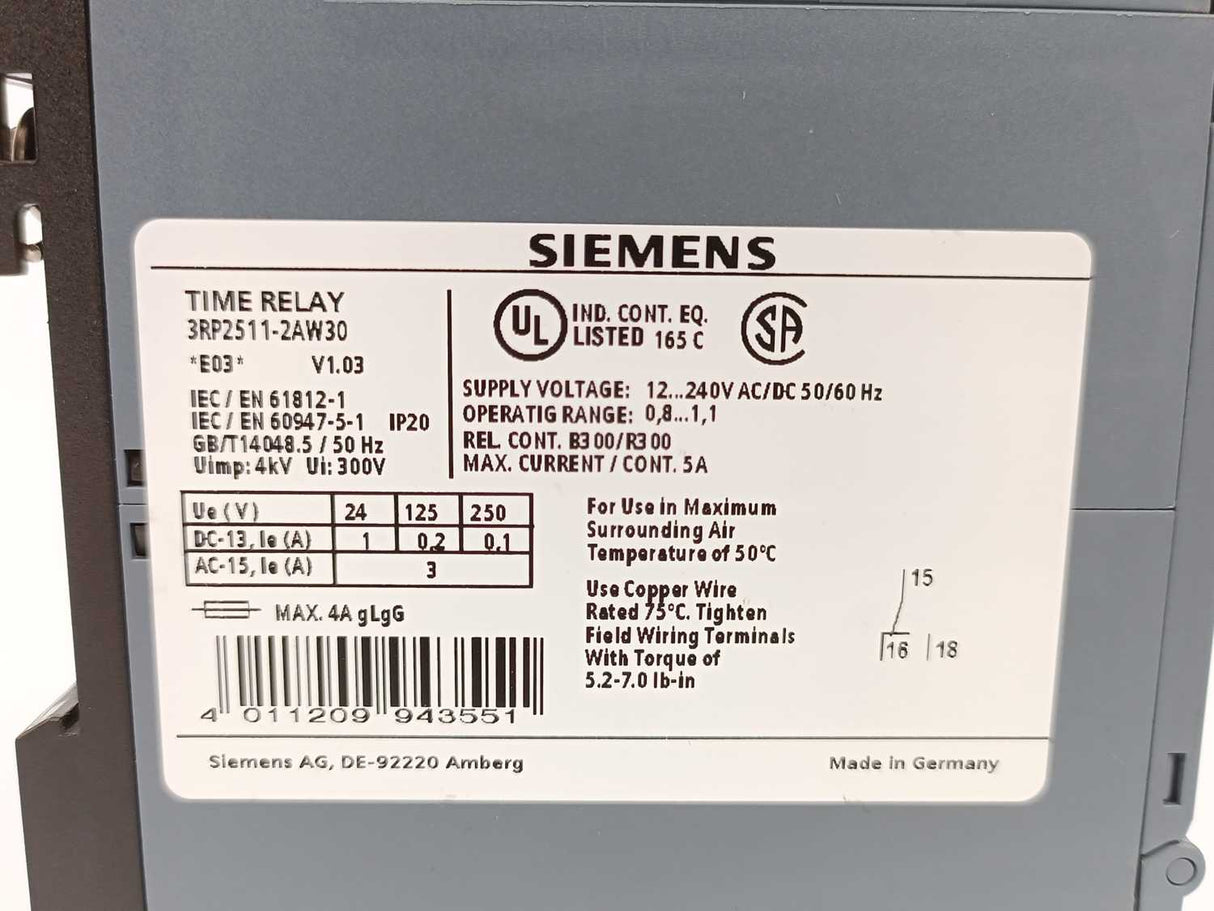 SIEMENS
TIME RELAY
3RP2511-2AW30
*E03* V1.03
IEC / EN 61812-1
IEC / EN 60947-5-1 IP20
GB/T14048.5 / 50 Hz
Uimp: 4kV Ui: 300V
UL IND. CONT. EQ.
LISTED 165 C
SA
SUPPLY VOLTAGE: 12...240V AC/DC 50/60 Hz
OPERATIG RANGE: 0,8...1,1
REL. CONT. B300/R300
MAX. CURRENT / CONT. 5A
Ue (V) 24 125 250
DC-13, Ie (A) 1 0,2 0,1
AC-15, Ie (A) 3
MAX. 4A gLgG
4 011209 943551
For Use in Maximum
Surrounding Air
Temperature of 50°C
Use Copper Wire
Rated 75°C. Tighten
Field Wiring Terminals
With Torque of
5.2-7.0 lb-in
15
16 18
Siemens AG, DE-92220 Amberg
Made in Germany